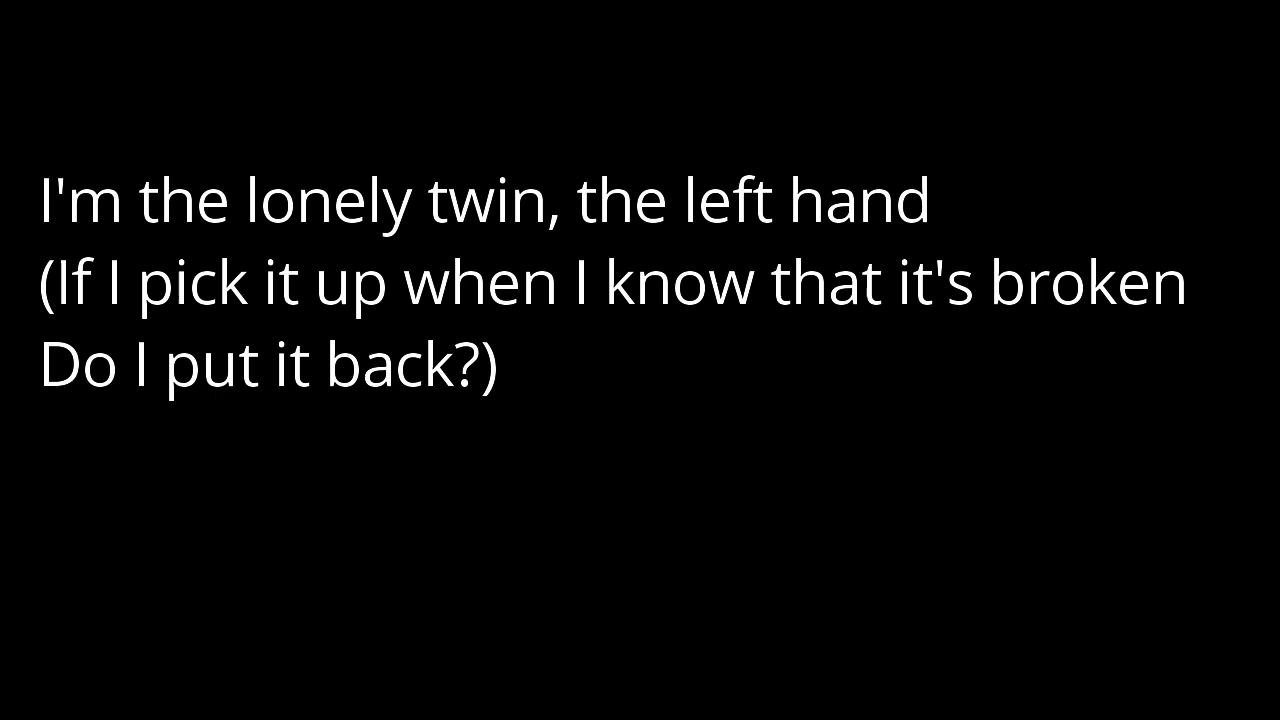 I'm the lonely twin, the left hand
(If I pick it up when I know that it's broken
Do I put it back?)